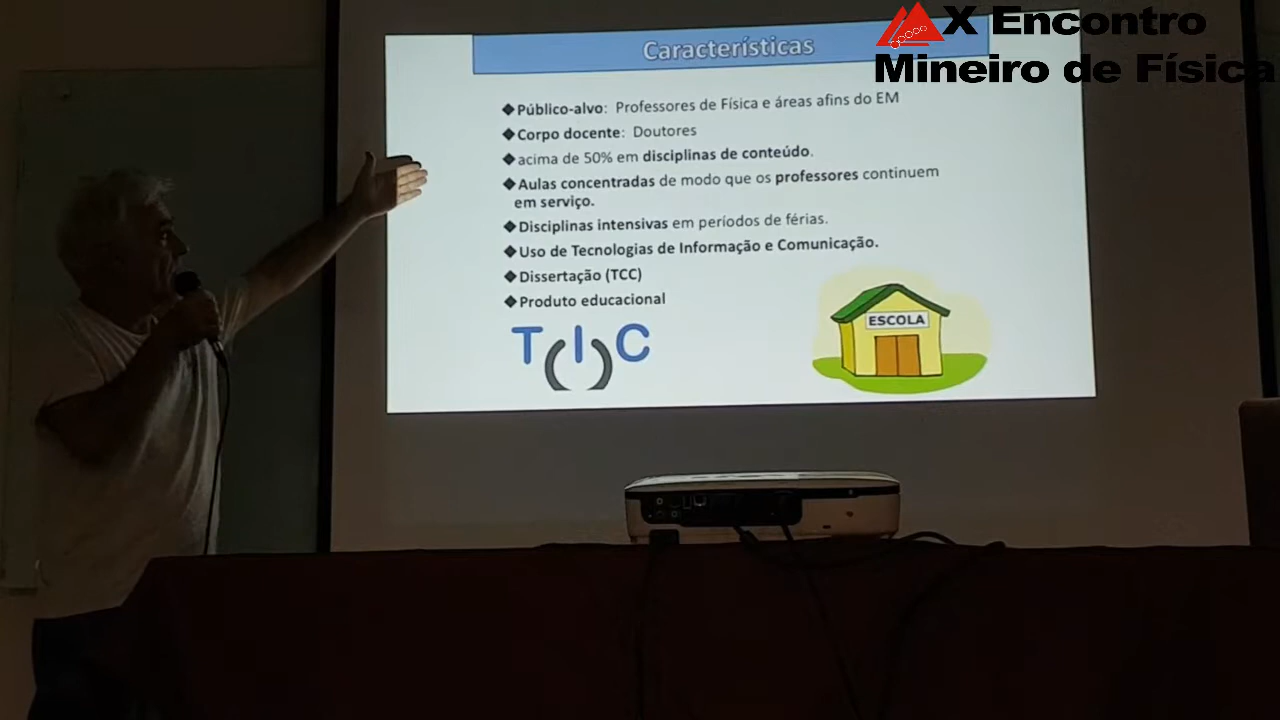 X Encontro
Mineiro de Física
Características
❖Público-alvo: Professores de Física e áreas afins do EM
❖Corpo docente: Doutores
❖acima de 50% em disciplinas de conteúdo.
❖Aulas concentradas de modo que os professores continuem
em serviço.
❖Disciplinas intensivas em períodos de férias.
❖Uso de Tecnologias de Informação e Comunicação.
❖Dissertação (TCC)
❖Produto educacional
TIC
ESCOLA